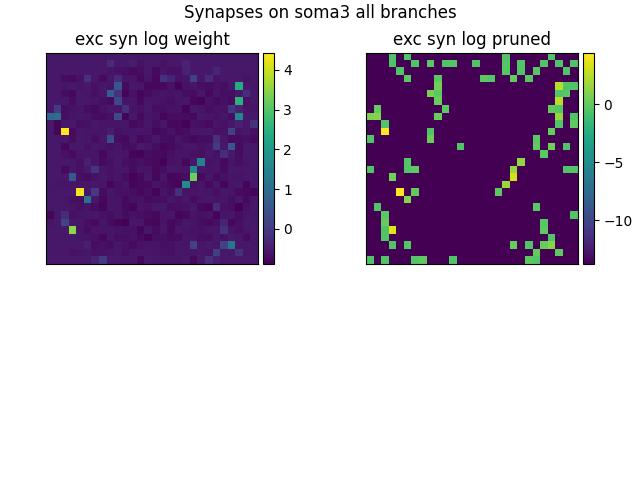 Synapses on soma3 all branches
exc syn log weight
exc syn log pruned
4
3
2
1
0
0
−5
−10